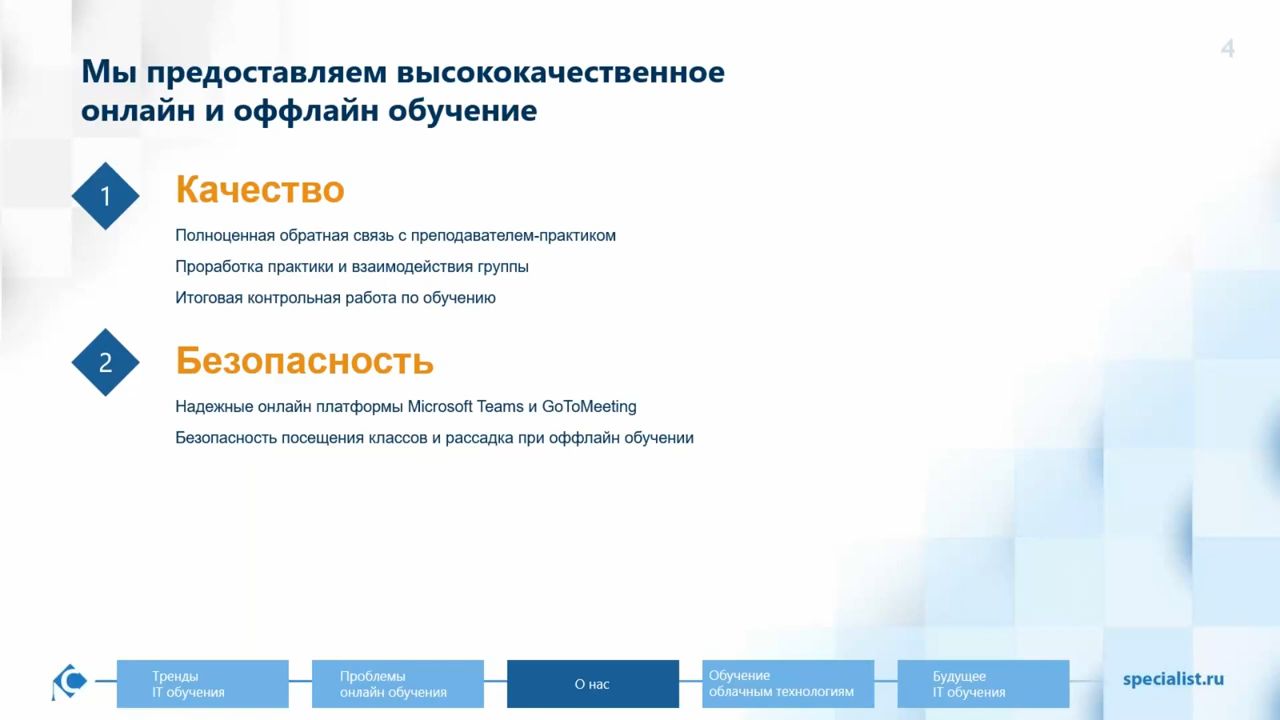 4
Мы предоставляем высококачественное
онлайн и оффлайн обучение
1
Качество
Полноценная обратная связь с преподавателем-практиком
Проработка практики и взаимодействия группы
Итоговая контрольная работа по обучению
2
Безопасность
Надежные онлайн платформы Microsoft Teams и GoToMeeting
Безопасность посещения классов и рассадка при оффлайн обучении
Тренды
IT обучения
Проблемы
онлайн обучения
О нас
Обучение
облачным технологиям
Будущее
IT обучения
specialist.ru